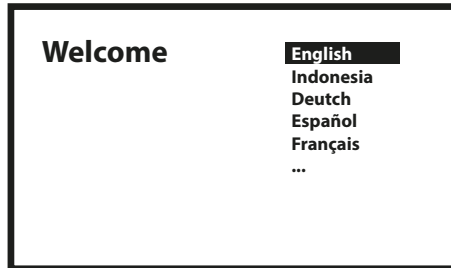 Welcome
English
Indonesia
Deutch
Español
Français
...